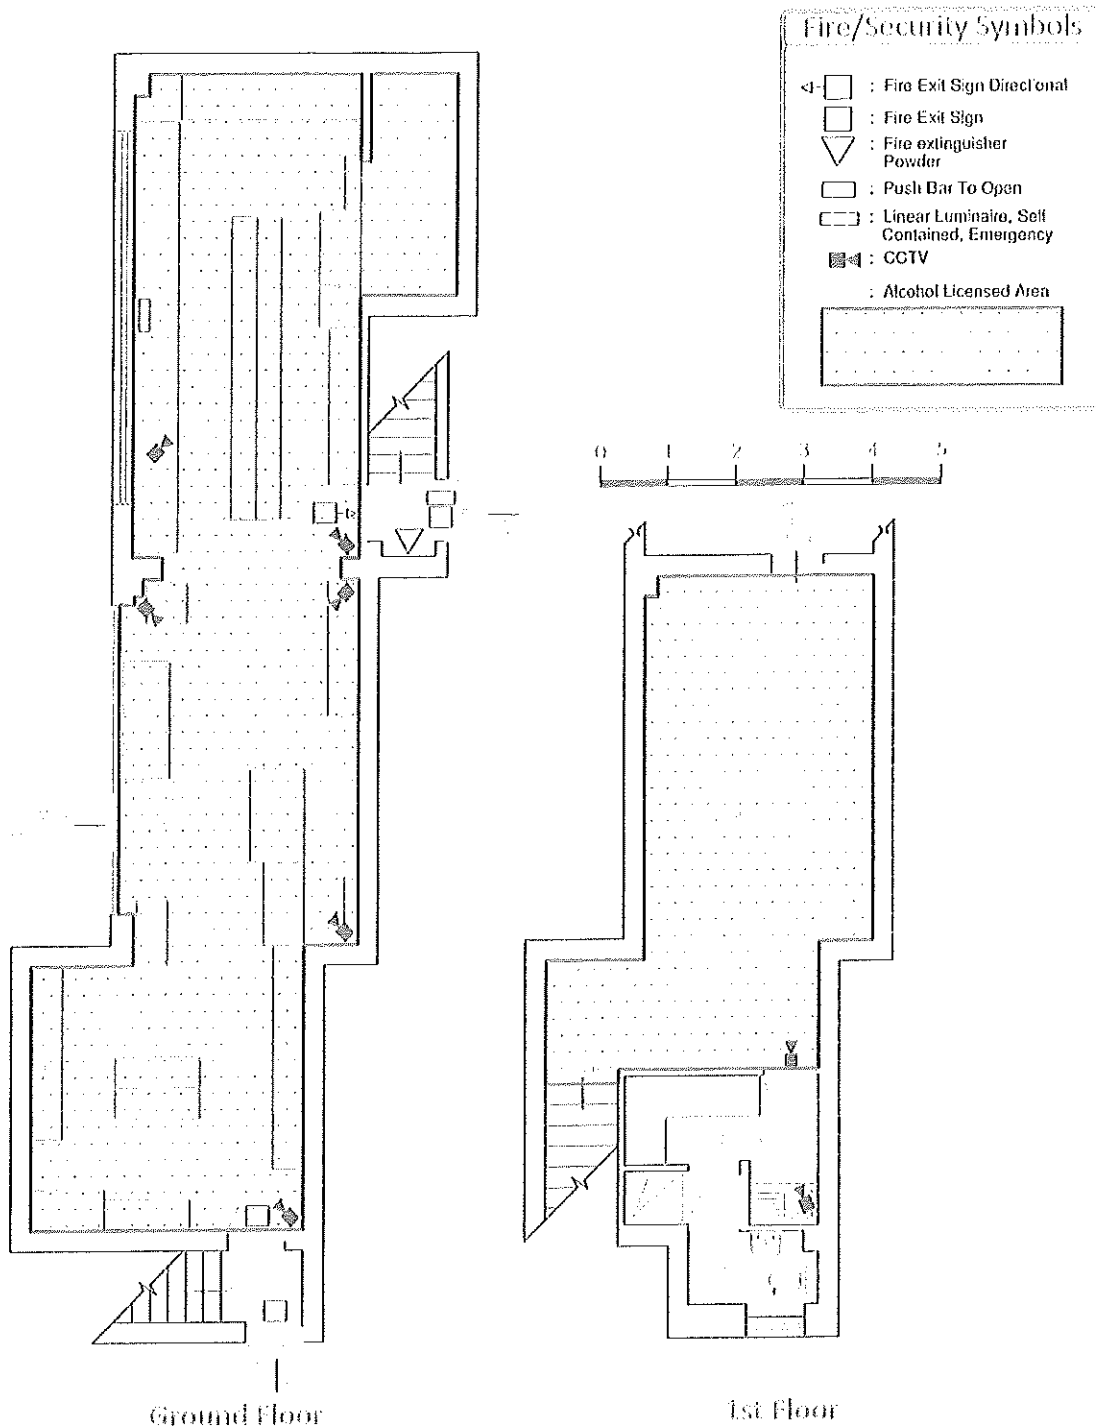 Fire/Security Symbols
: Fire Exit Sign Directional
: Fire Exit Sign
: Fire extinguisher
Powder
: Push Bar To Open
: Linear Luminaire, Self
Contained, Emergency
: CCTV
: Alcohol Licensed Area
0 1 2 3 4 5
Ground Floor
1st Floor